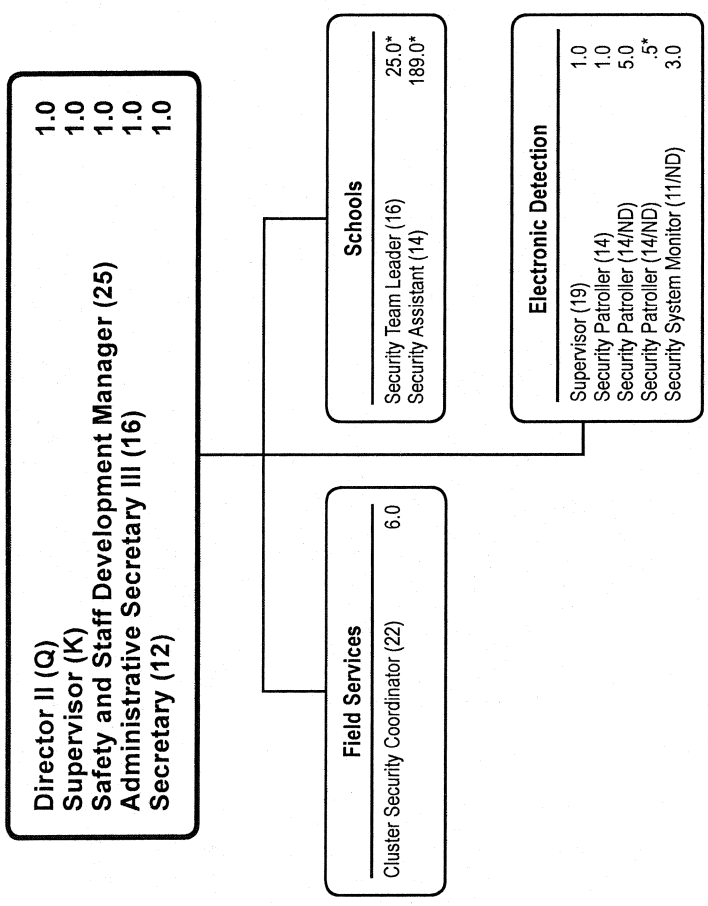 Director II (Q) 1.0
Supervisor (K) 1.0
Safety and Staff Development Manager (25) 1.0
Administrative Secretary III (16) 1.0
Secretary (12) 1.0
Field Services
Cluster Security Coordinator (22) 6.0
Schools
Security Team Leader (16) 25.0*
Security Assistant (14) 189.0*
Electronic Detection
Supervisor (19) 1.0
Security Patroller (14) 1.0
Security Patroller (14/ND) 5.0
Security Patroller (14/ND) .5*
Security System Monitor (11/ND) 3.0